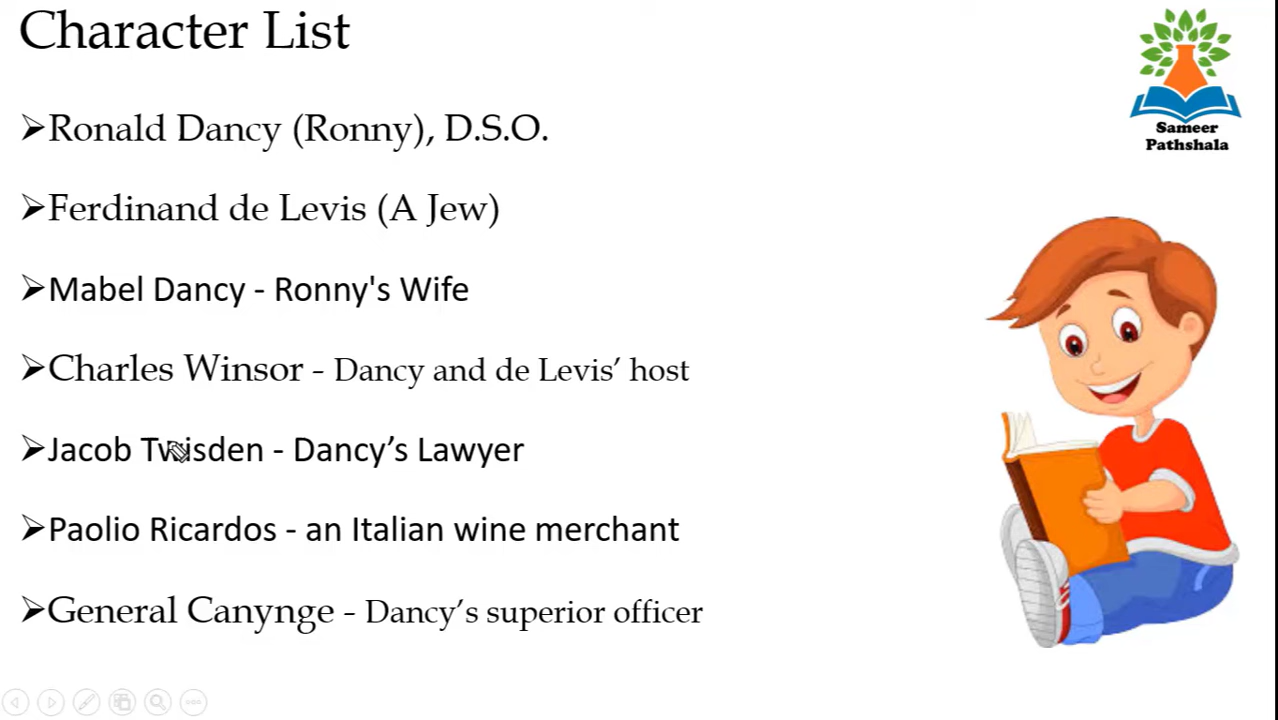 Character List
Sameer
Pathshala
➢Ronald Dancy (Ronny), D.S.O.
➢Ferdinand de Levis (A Jew)
➢Mabel Dancy - Ronny's Wife
➢Charles Winsor - Dancy and de Levis’ host
➢Jacob Twisden - Dancy’s Lawyer
➢Paolio Ricardos - an Italian wine merchant
➢General Canynge - Dancy’s superior officer